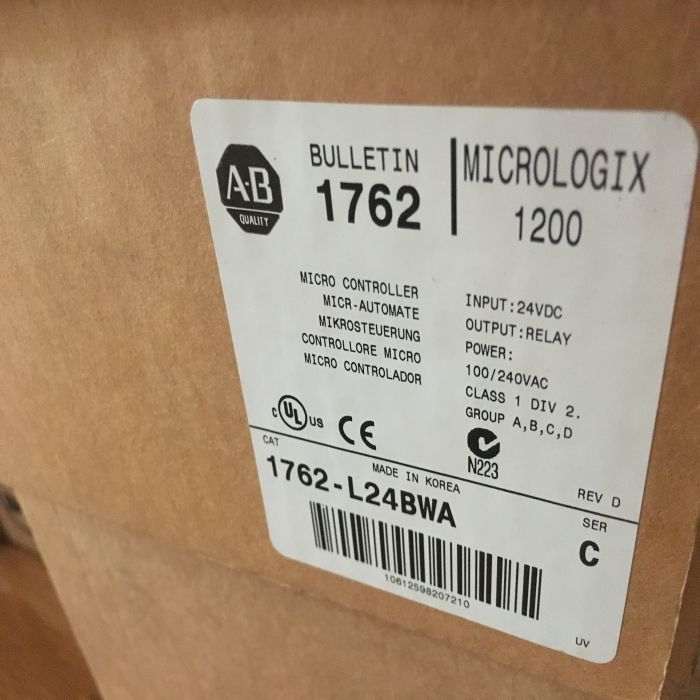 A·B
QUALITY
BULLETIN
1762
MICROLOGIX
1200
MICRO CONTROLLER
MICR-AUTOMATE
MIKROSTEUERUNG
CONTROLLORE MICRO
MICRO CONTROLADOR
INPUT:24VDC
OUTPUT:RELAY
POWER:
100/240VAC
CLASS 1 DIV 2.
GROUP A,B,C,D
C UL US CE
N223
CAT
MADE IN KOREA
REV D
1762-L24BWA
SER
C
10612598207210
UV